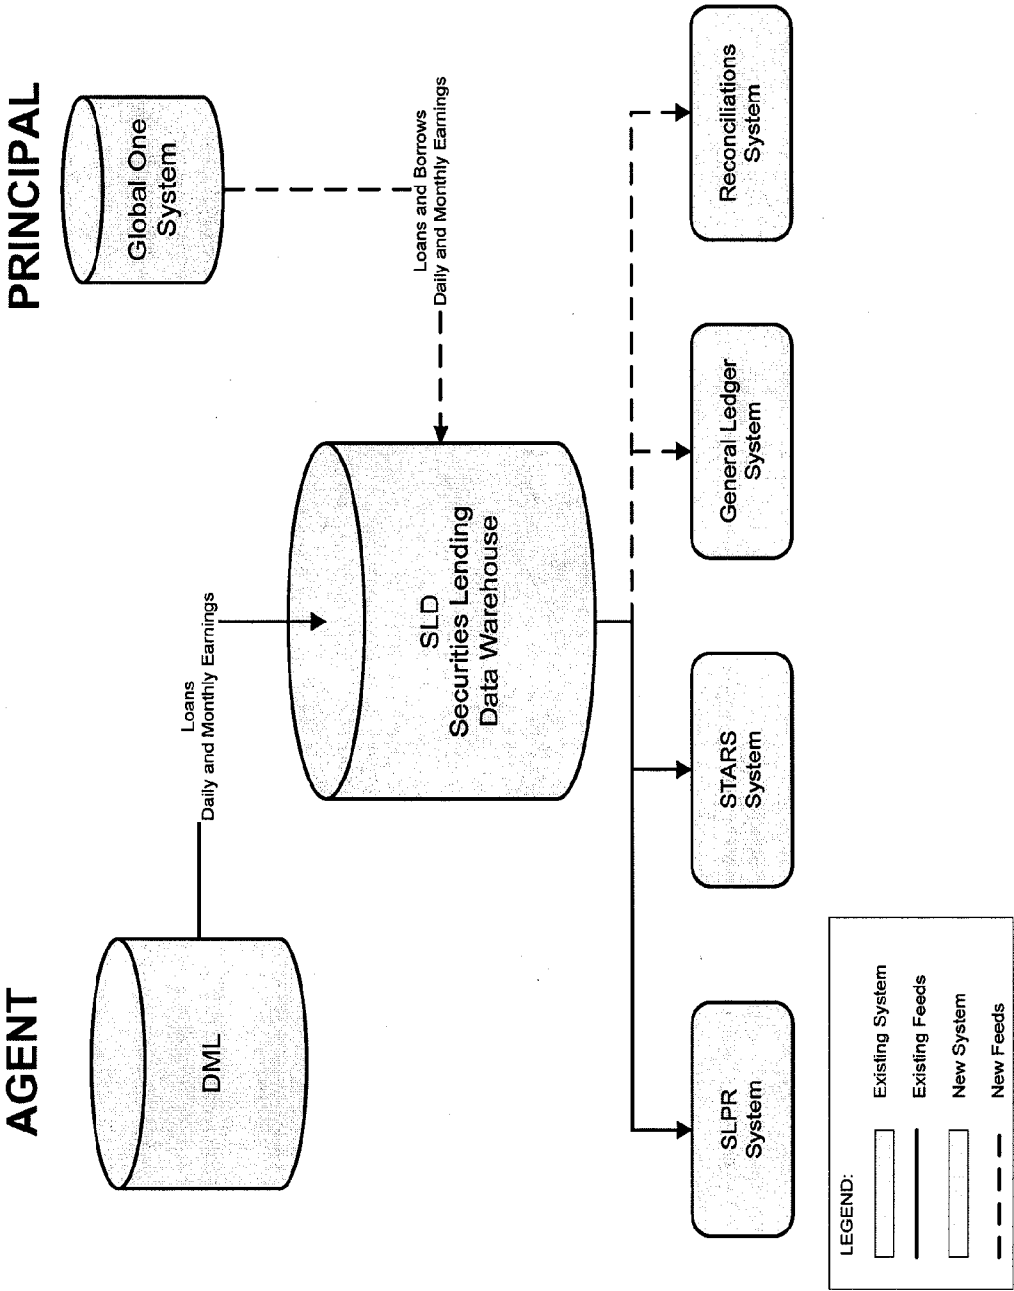 AGENT
PRINCIPAL
DML
Global One
System
Loans
Daily and Monthly Earnings
Loans and Borrows
Daily and Monthly Earnings
SLD
Securities Lending
Data Warehouse
SLPR
System
STARS
System
General Ledger
System
Reconciliations
System
LEGEND:
Existing System
Existing Feeds
New System
New Feeds